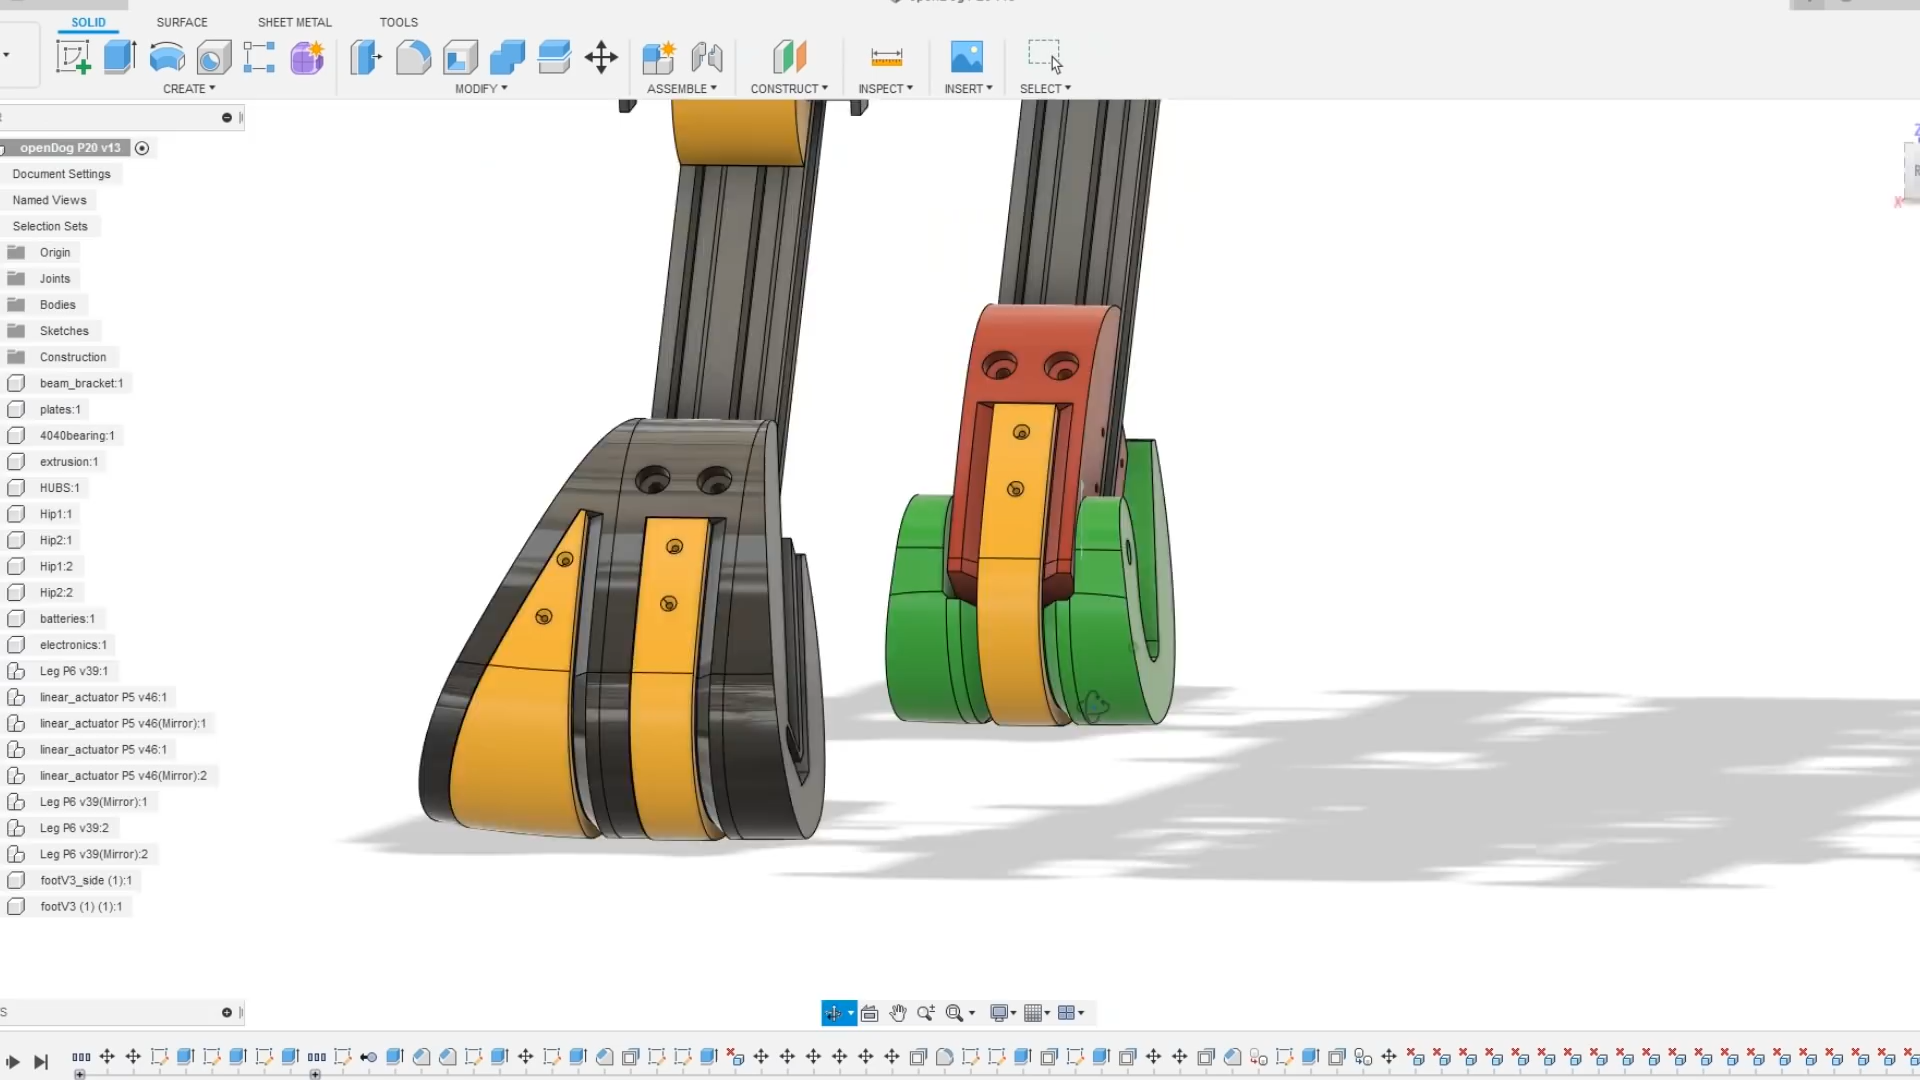 SOLID SURFACE SHEET METAL TOOLS
CREATE MODIFY ASSEMBLE CONSTRUCT INSPECT INSERT SELECT
openDog P20 v13
Document Settings
Named Views
Selection Sets
Origin
Joints
Bodies
Sketches
Construction
beam_bracket:1
plates:1
4040bearing:1
extrusion:1
HUBS:1
Hip1:1
Hip2:1
Hip1:2
Hip2:2
batteries:1
electronics:1
Leg P6 v39:1
linear_actuator P5 v46:1
linear_actuator P5 v46(Mirror):1
linear_actuator P5 v46:1
linear_actuator P5 v46(Mirror):2
Leg P6 v39(Mirror):1
Leg P6 v39:2
Leg P6 v39(Mirror):2
footV3_side (1):1
footV3 (1) (1):1